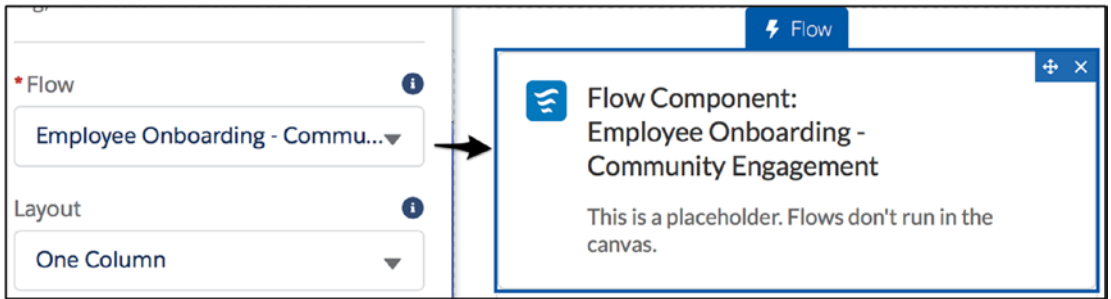 *Flow
Employee Onboarding - Commu...
Layout
One Column
Flow
Flow Component:
Employee Onboarding -
Community Engagement
This is a placeholder. Flows don't run in the
canvas.